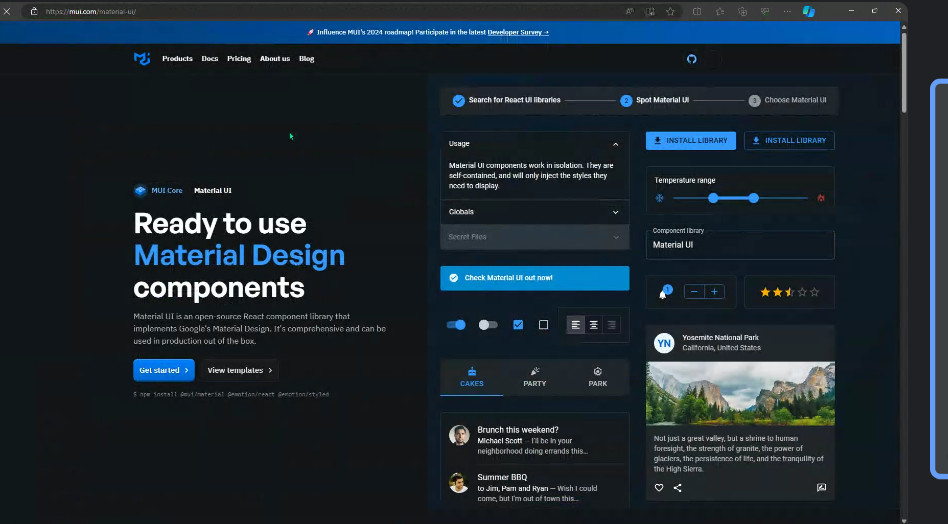 https://mui.com/material-ui/
🚀 Influence MUI's 2024 roadmap! Participate in the latest Developer Survey →
Products Docs Pricing About us Blog
MUI Core Material UI
Ready to use
Material Design
components
Material UI is an open-source React component library that
implements Google's Material Design. It's comprehensive and can be
used in production out of the box.
Get started > View templates >
$ npm install @mui/material @emotion/react @emotion/styled
Search for React UI libraries 2 Spot Material UI 3 Choose Material UI
Usage
Material UI components work in isolation. They are
self-contained, and will only inject the styles they
need to display.
Globals
Secret Files
Check Material UI out now!
CAKES PARTY PARK
Brunch this weekend?
Michael Scott — I'll be in your
neighborhood doing errands this…
Summer BBQ
to Jim, Pam and Ryan — Wish I could
come, but I'm out of town this…
INSTALL LIBRARY INSTALL LIBRARY
Temperature range
Component library
Material UI
1
YN
Yosemite National Park
California, United States
Not just a great valley, but a shrine to human
foresight, the strength of granite, the power of
glaciers, the persistence of life, and the tranquility of
the High Sierra.